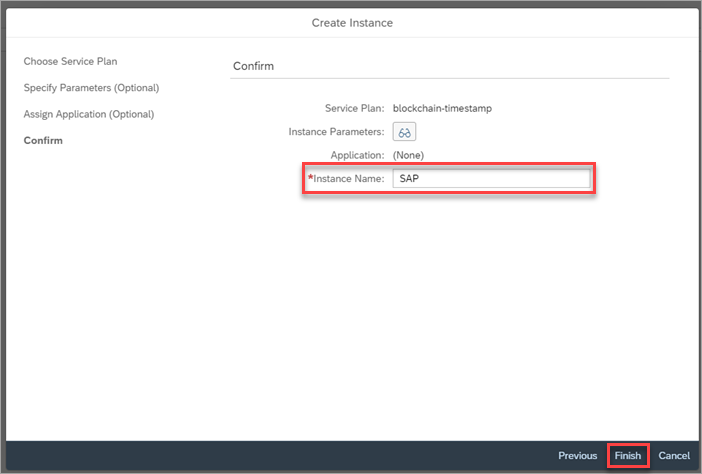 Create Instance
Choose Service Plan
Specify Parameters (Optional)
Assign Application (Optional)
Confirm
Confirm
Service Plan: blockchain-timestamp
Instance Parameters:
Application: (None)
*Instance Name: SAP
Previous Finish Cancel